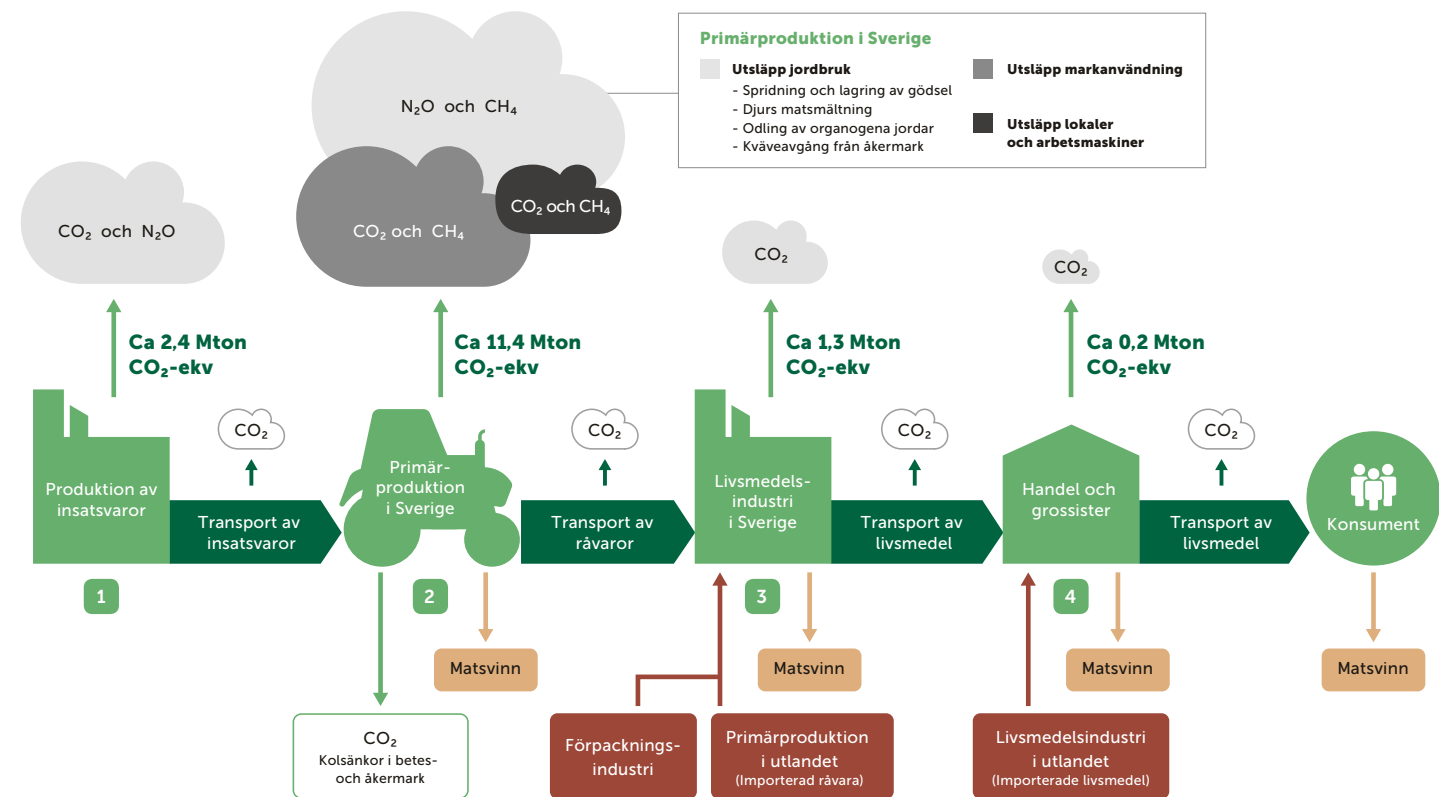 Primärproduktion i Sverige
Utsläpp jordbruk
- Spridning och lagring av gödsel
- Djurs matsmältning
- Odling av organogena jordar
- Kväveavgång från åkermark
Utsläpp markanvändning
Utsläpp lokaler
och arbetsmaskiner
N₂O och CH₄
CO₂ och CH₄
CO₂ och CH₄
CO₂ och N₂O
CO₂
CO₂
Ca 2,4 Mton
CO₂-ekv
Ca 11,4 Mton
CO₂-ekv
Ca 1,3 Mton
CO₂-ekv
Ca 0,2 Mton
CO₂-ekv
CO₂
CO₂
CO₂
CO₂
Produktion av
insatsvaror
Transport av
insatsvaror
Primär-
produktion
i Sverige
Transport av
råvaror
Livsmedels-
industri
i Sverige
Transport av
livsmedel
Handel och
grossister
Transport av
livsmedel
Konsument
1
2
3
4
Matsvinn
Matsvinn
Matsvinn
Matsvinn
CO₂
Kolsänkor i betes-
och åkermark
Förpacknings-
industri
Primärproduktion
i utlandet
(Importerad råvara)
Livsmedelsindustri
i utlandet
(Importerade livsmedel)